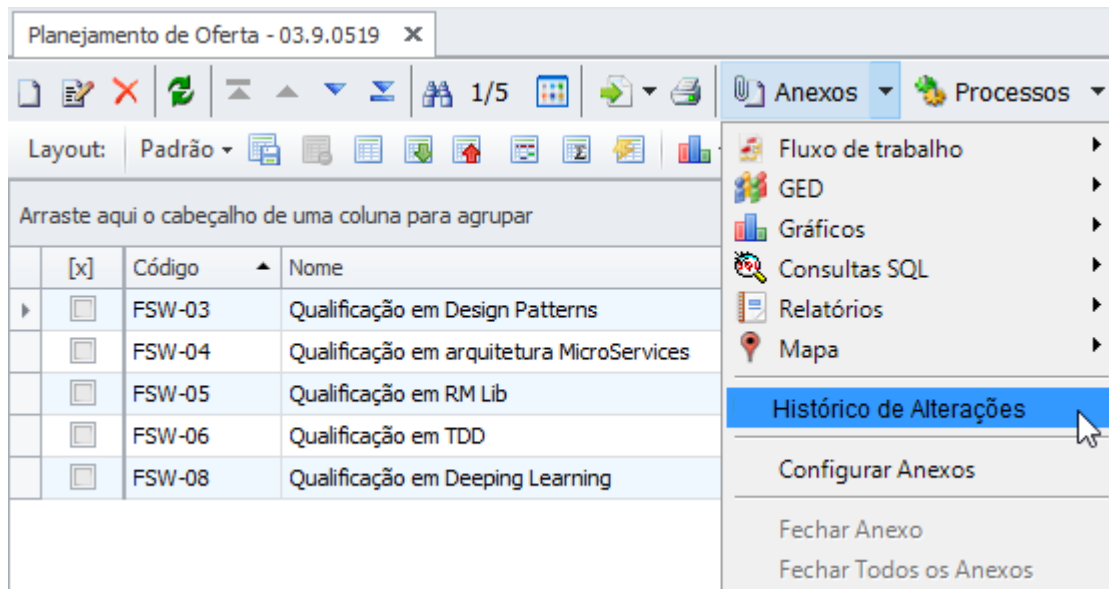 Planejamento de Oferta - 03.9.0519
1/5 Anexos Processos
Layout: Padrão
Arraste aqui o cabeçalho de uma coluna para agrupar
[x] Código Nome
FSW-03 Qualificação em Design Patterns
FSW-04 Qualificação em arquitetura MicroServices
FSW-05 Qualificação em RM Lib
FSW-06 Qualificação em TDD
FSW-08 Qualificação em Deeping Learning
Fluxo de trabalho
GED
Gráficos
Consultas SQL
Relatórios
Mapa
Histórico de Alterações
Configurar Anexos
Fechar Anexo
Fechar Todos os Anexos